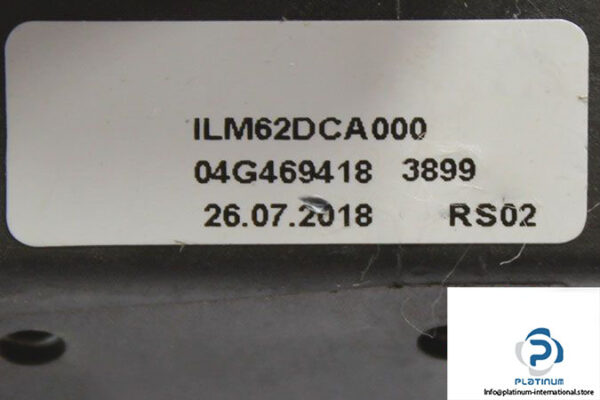 ILM62DCA000
04G469418 3899
26.07.2018 RS02
PLATINUM
Info@platinum-international.store